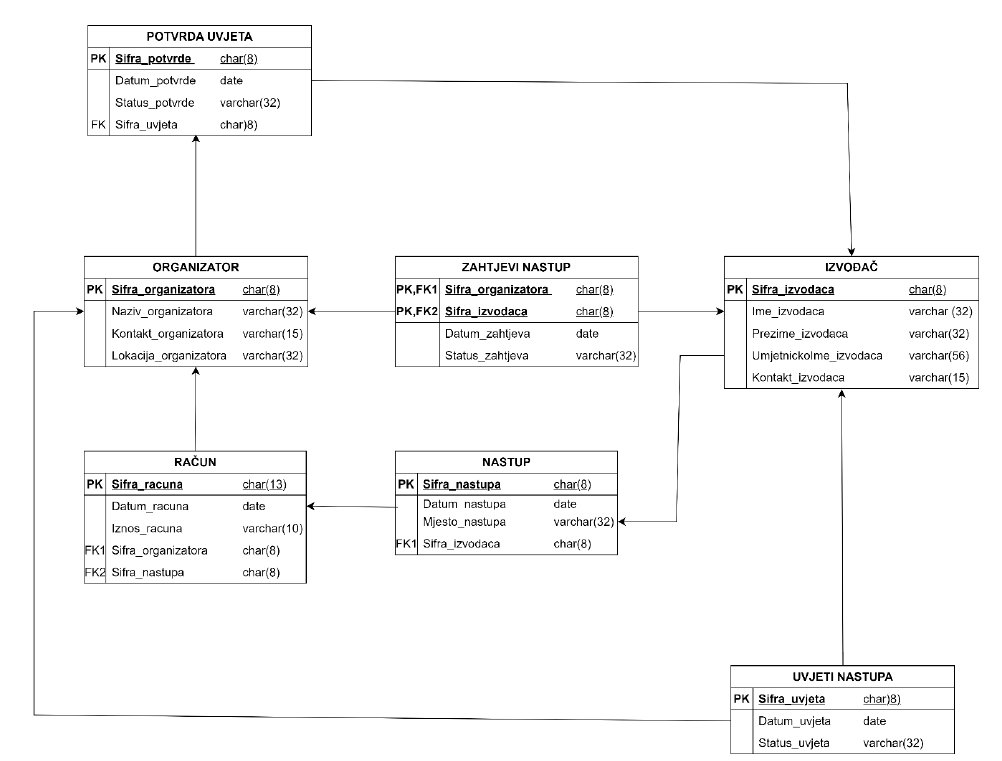 POTVRDA UVJETA
PK Sifra_potvrde char(8)
Datum_potvrde date
Status_potvrde varchar(32)
FK Sifra_uvjeta char)8)
ORGANIZATOR
PK Sifra_organizatora char(8)
Naziv_organizatora varchar(32)
Kontakt_organizatora varchar(15)
Lokacija_organizatora varchar(32)
ZAHTJEVI NASTUP
PK,FK1 Sifra_organizatora char(8)
PK,FK2 Sifra_izvodaca char(8)
Datum_zahtjeva date
Status_zahtjeva varchar(32)
IZVOĐAČ
PK Sifra_izvodaca char(8)
Ime_izvodaca varchar (32)
Prezime_izvodaca varchar(32)
UmjetnickoIme_izvodaca varchar(56)
Kontakt_izvodaca varchar(15)
RAČUN
PK Sifra_racuna char(13)
Datum_racuna date
Iznos_racuna varchar(10)
FK1 Sifra_organizatora char(8)
FK2 Sifra_nastupa char(8)
NASTUP
PK Sifra_nastupa char(8)
Datum_nastupa date
Mjesto_nastupa varchar(32)
FK1 Sifra_izvodaca char(8)
UVJETI NASTUPA
PK Sifra_uvjeta char)8)
Datum_uvjeta date
Status_uvjeta varchar(32)